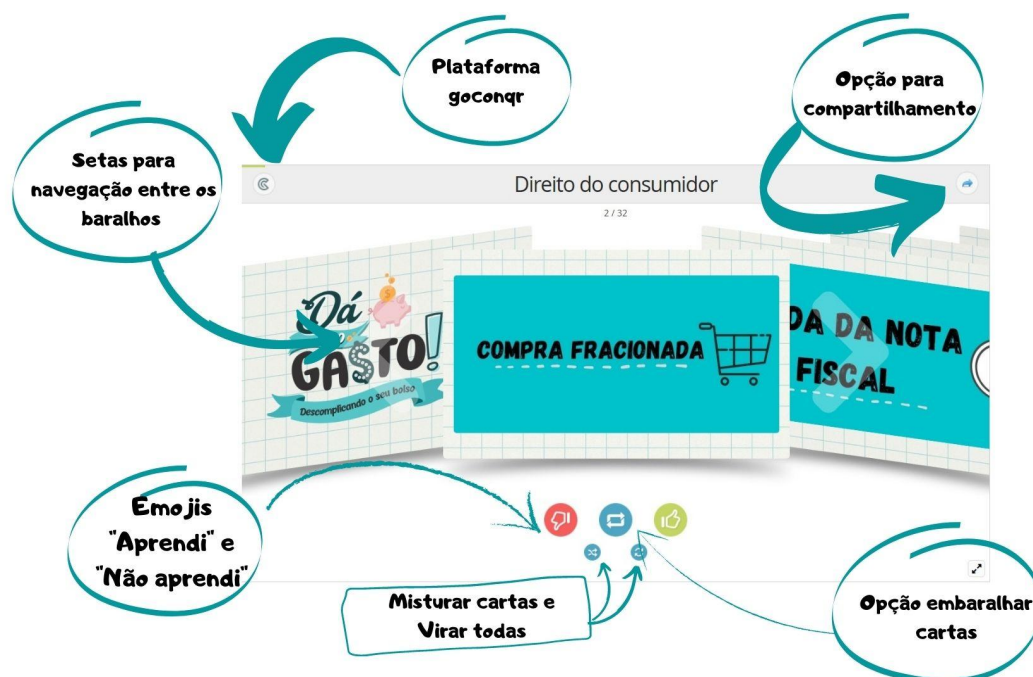 Plataforma
goconqr
Opção para
compartilhamento
Setas para
navegação entre os
baralhos
Direito do consumidor
2 / 32
Dá
GASTO!
Descomplicando o seu bolso
COMPRA FRACIONADA
DA DA NOTA
FISCAL
Emojis
"Aprendi" e
"Não aprendi"
Misturar cartas e
Virar todas
Opção embaralhar
cartas